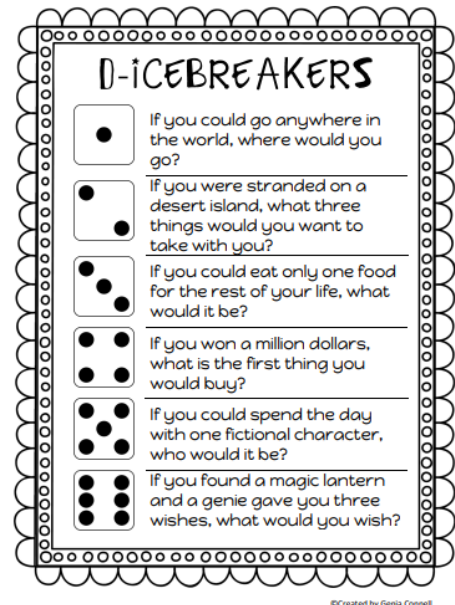 D-iCEBREAKERS
If you could go anywhere in
the world, where would you
go?
If you were stranded on a
desert island, what three
things would you want to
take with you?
If you could eat only one food
for the rest of your life, what
would it be?
If you won a million dollars,
what is the first thing you
would buy?
If you could spend the day
with one fictional character,
who would it be?
If you found a magic lantern
and a genie gave you three
wishes, what would you wish?
©Created by Genia Connell